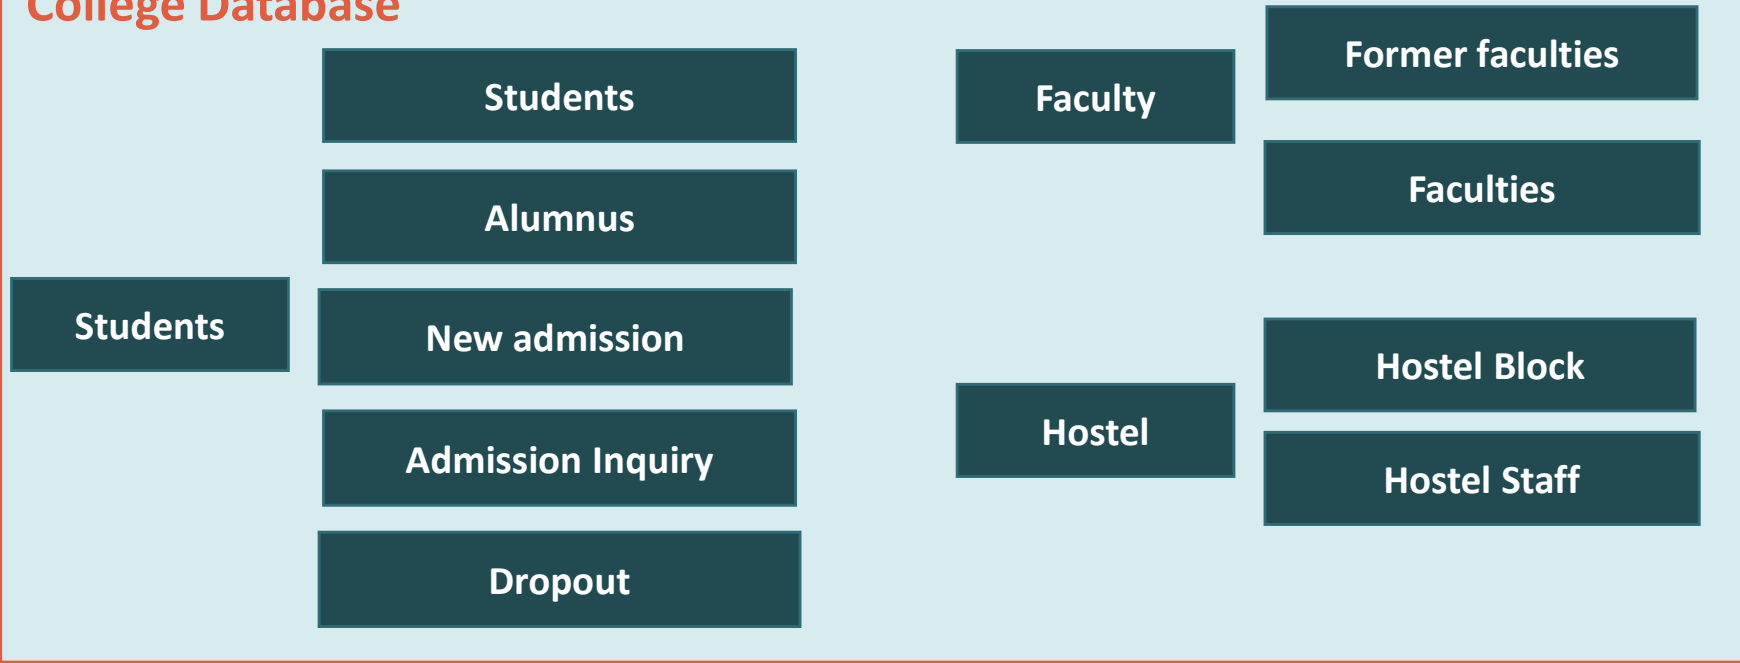 College Database
Students
Students
Alumnus
New admission
Admission Inquiry
Dropout
Faculty
Former faculties
Faculties
Hostel
Hostel Block
Hostel Staff